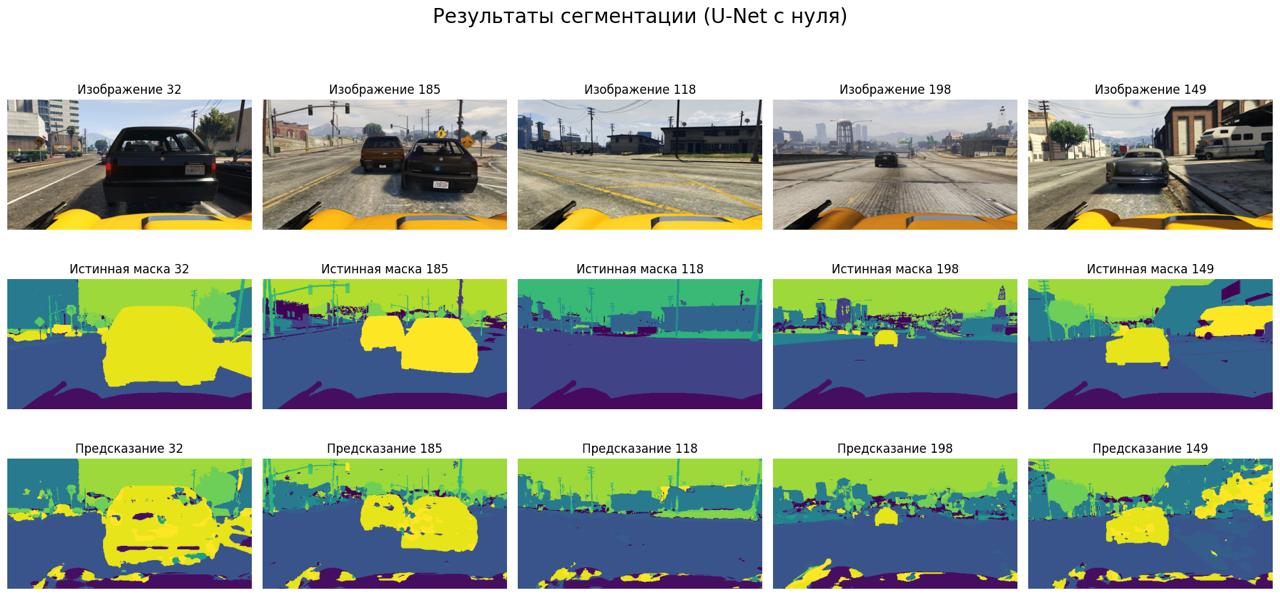 Результаты сегментации (U-Net с нуля)
Изображение 32
Изображение 185
Изображение 118
Изображение 198
Изображение 149
Истинная маска 32
Истинная маска 185
Истинная маска 118
Истинная маска 198
Истинная маска 149
Предсказание 32
Предсказание 185
Предсказание 118
Предсказание 198
Предсказание 149